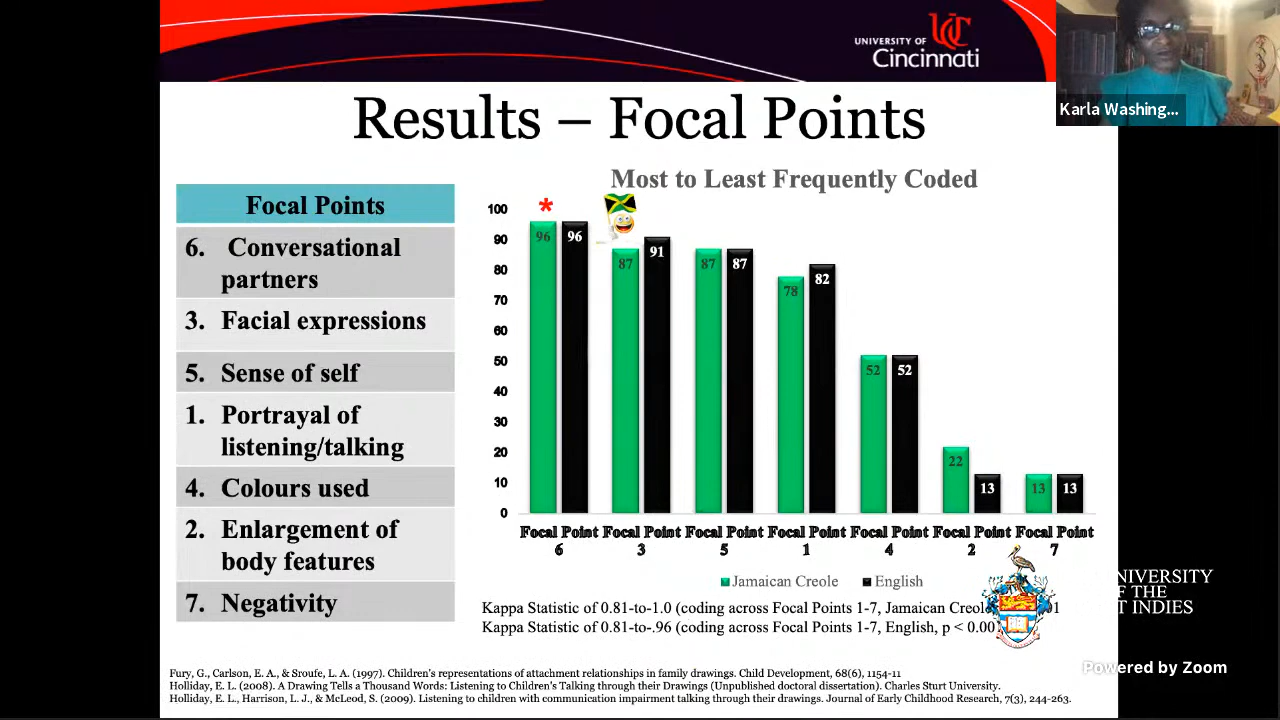 UNIVERSITY OF
Cincinnati
Karla Washing...
Results – Focal Points
Focal Points
6. Conversational
partners
3. Facial expressions
5. Sense of self
1. Portrayal of
listening/talking
4. Colours used
2. Enlargement of
body features
7. Negativity
Most to Least Frequently Coded
100
90
80
70
60
50
40
30
20
10
0
*
96 96
87 91
87 87
78 82
52 52
22 13
13 13
Focal Point Focal Point Focal Point Focal Point Focal Point Focal Point Focal Point
6 3 5 1 4 2 7
Jamaican Creole English
Kappa Statistic of 0.81-to-1.0 (coding across Focal Points 1-7, Jamaican Creol 01
Kappa Statistic of 0.81-to-.96 (coding across Focal Points 1-7, English, p < 0.00
NIVERSITY
F THE
T INDIES
Powered by Zoom
Fury, G., Carlson, E. A., & Sroufe, L. A. (1997). Children's representations of attachment relationships in family drawings. Child Development, 68(6), 1154-11
Holliday, E. L. (2008). A Drawing Tells a Thousand Words: Listening to Children's Talking through their Drawings (Unpublished doctoral dissertation). Charles Sturt University.
Holliday, E. L., Harrison, L. J., & McLeod, S. (2009). Listening to children with communication impairment talking through their drawings. Journal of Early Childhood Research, 7(3), 244-263.